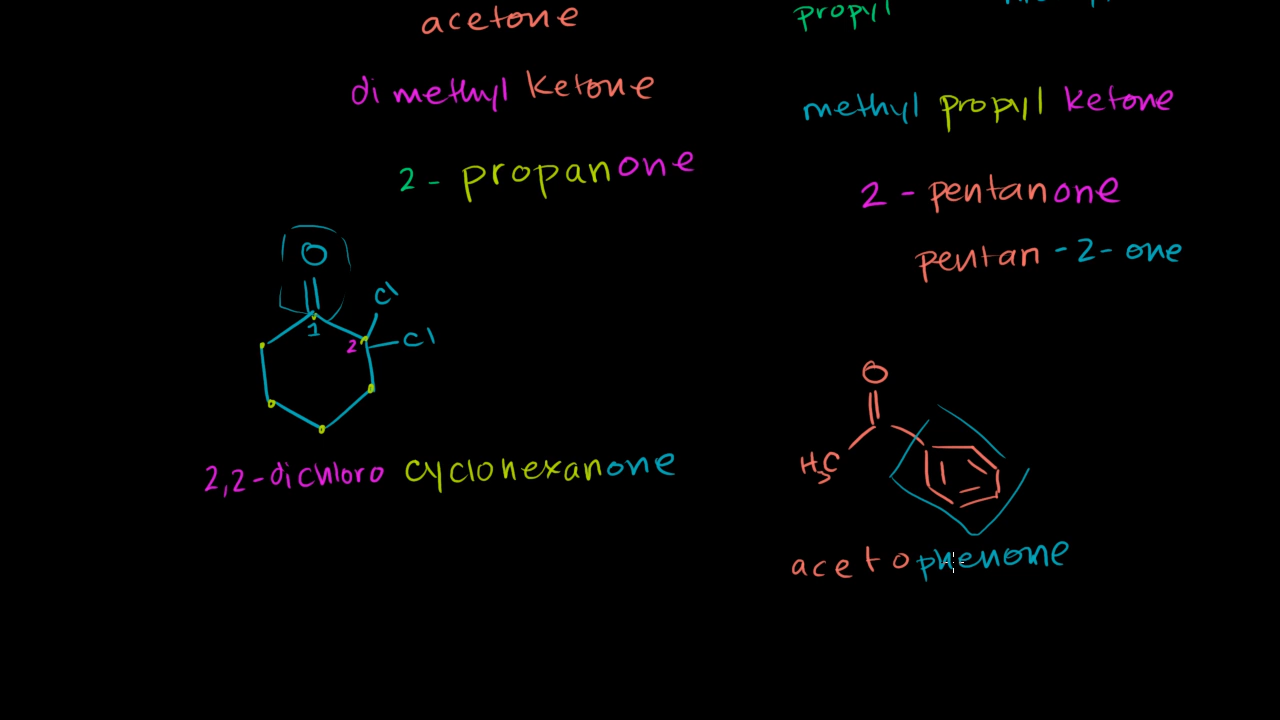 acetone
propyl
dimethyl ketone
methyl propyl ketone
2 - propanone
2 - pentanone
pentan - 2 - one
O
Cl
1
2
Cl
2,2-dichloro cyclohexanone
O
H3C
acetophenone